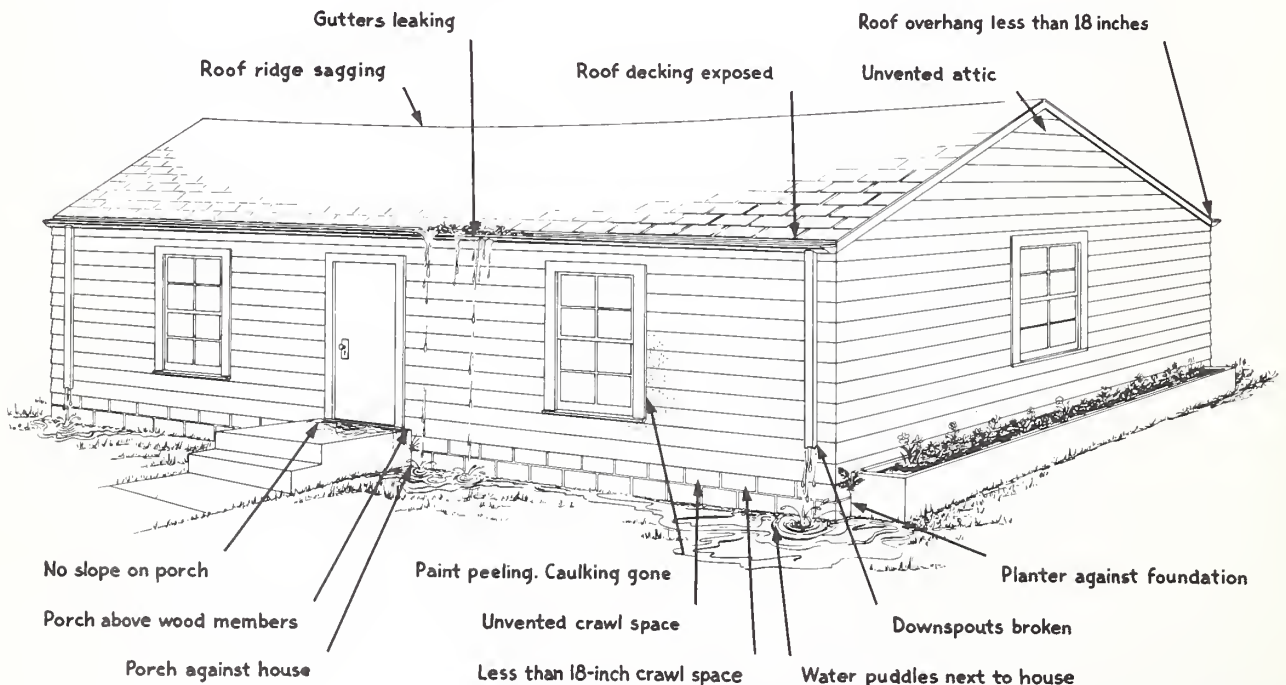 Gutters leaking
Roof overhang less than 18 inches
Roof ridge sagging
Roof decking exposed
Unvented attic
No slope on porch
Paint peeling. Caulking gone
Planter against foundation
Porch above wood members
Unvented crawl space
Downspouts broken
Porch against house
Less than 18-inch crawl space
Water puddles next to house